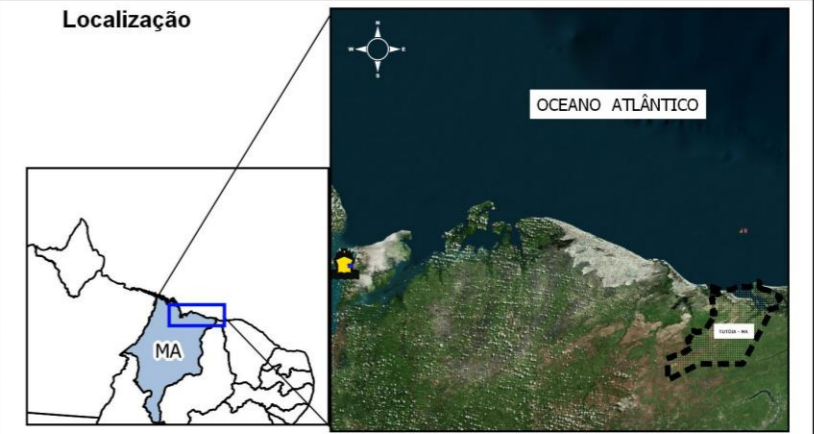 Localização
N
W E
S
OCEANO ATLÂNTICO
TUTÓIA - MA
MA